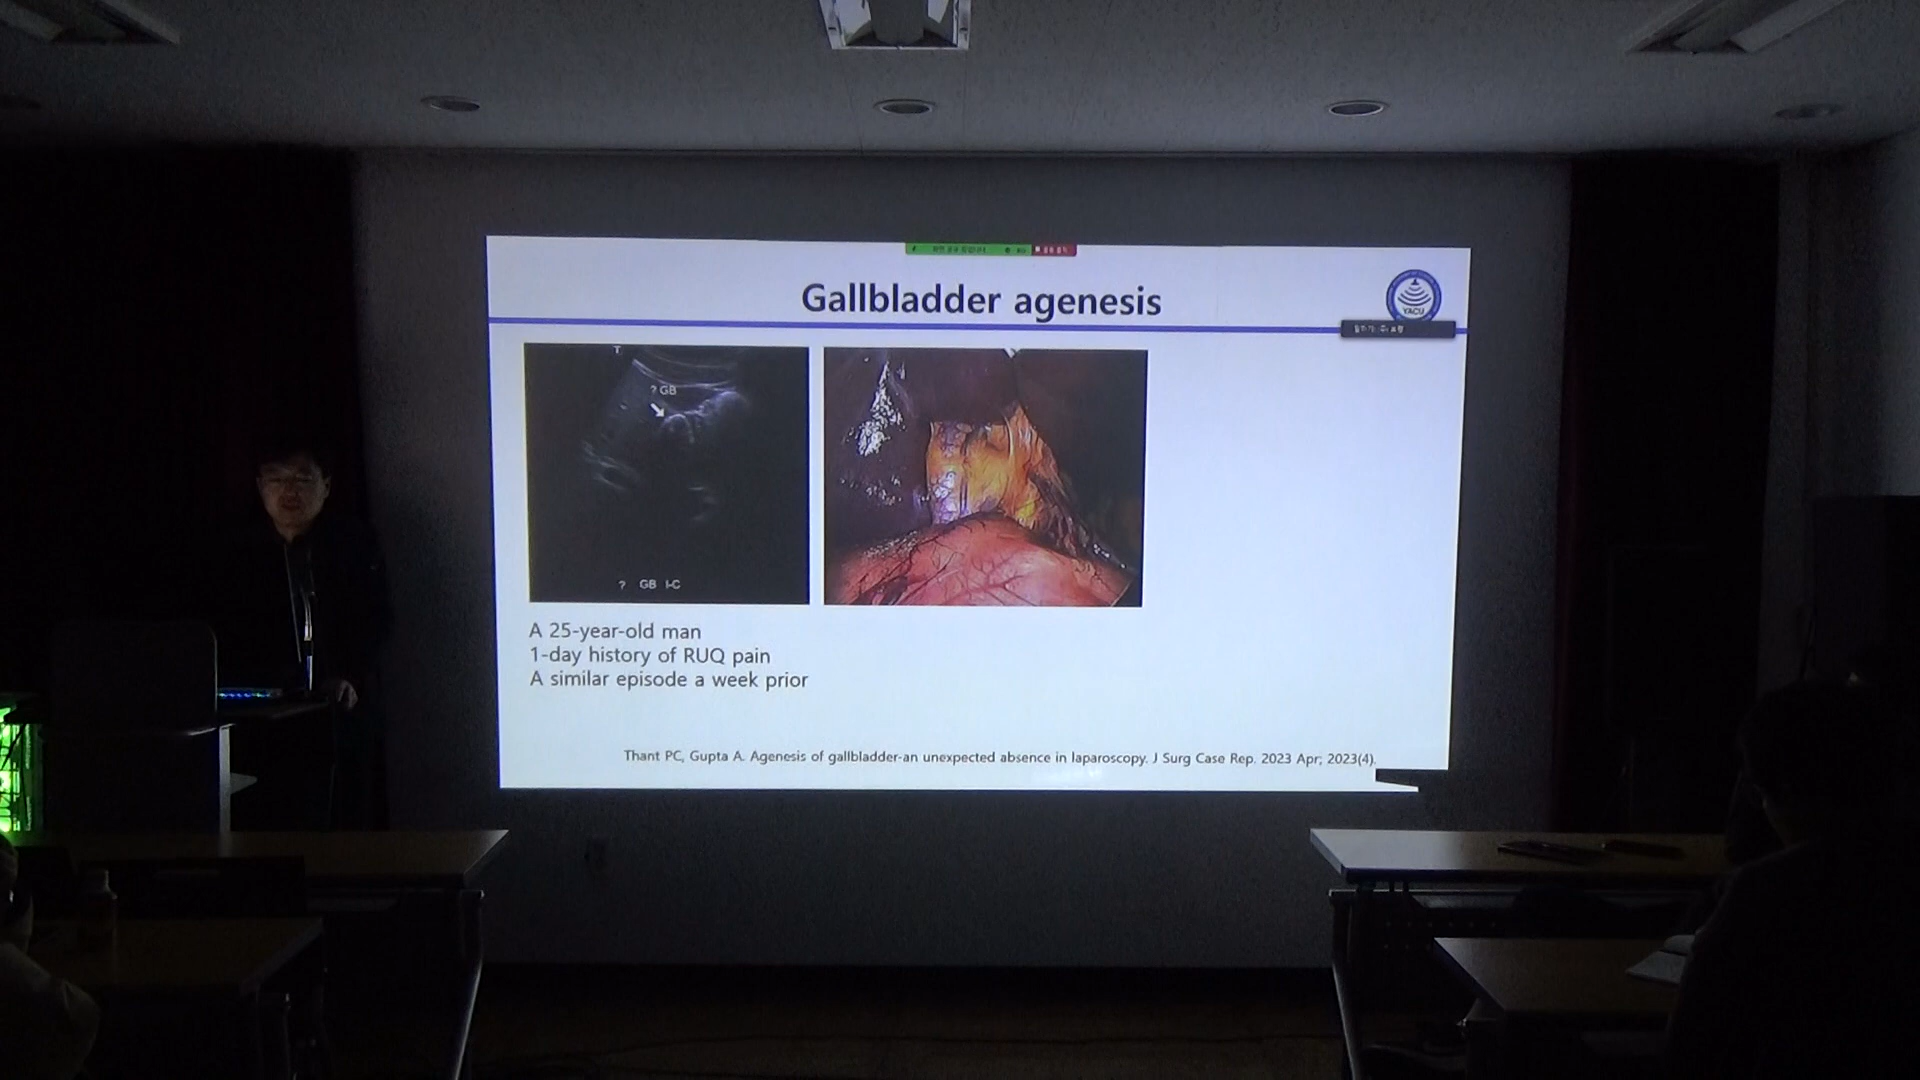 Gallbladder agenesis
YACU
T
? GB
? GB I-C
A 25-year-old man
1-day history of RUQ pain
A similar episode a week prior
Thant PC, Gupta A. Agenesis of gallbladder-an unexpected absence in laparoscopy. J Surg Case Rep. 2023 Apr; 2023(4).